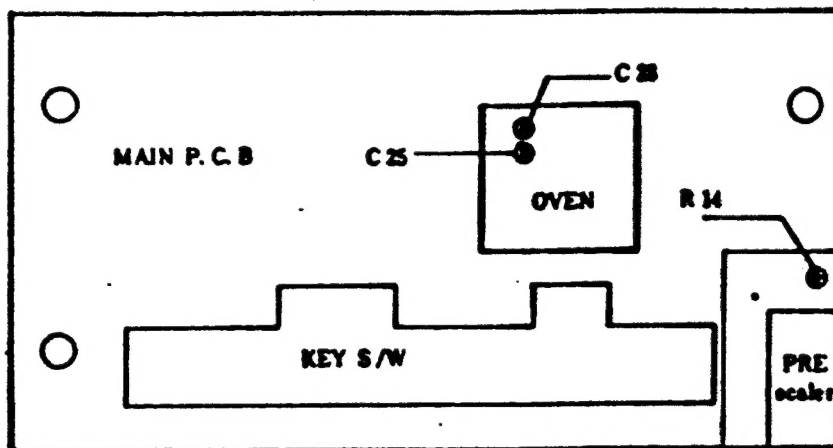 C 28
MAIN P. C. B
C 25
OVEN
R 14
KEY S/W
PRE
scaler